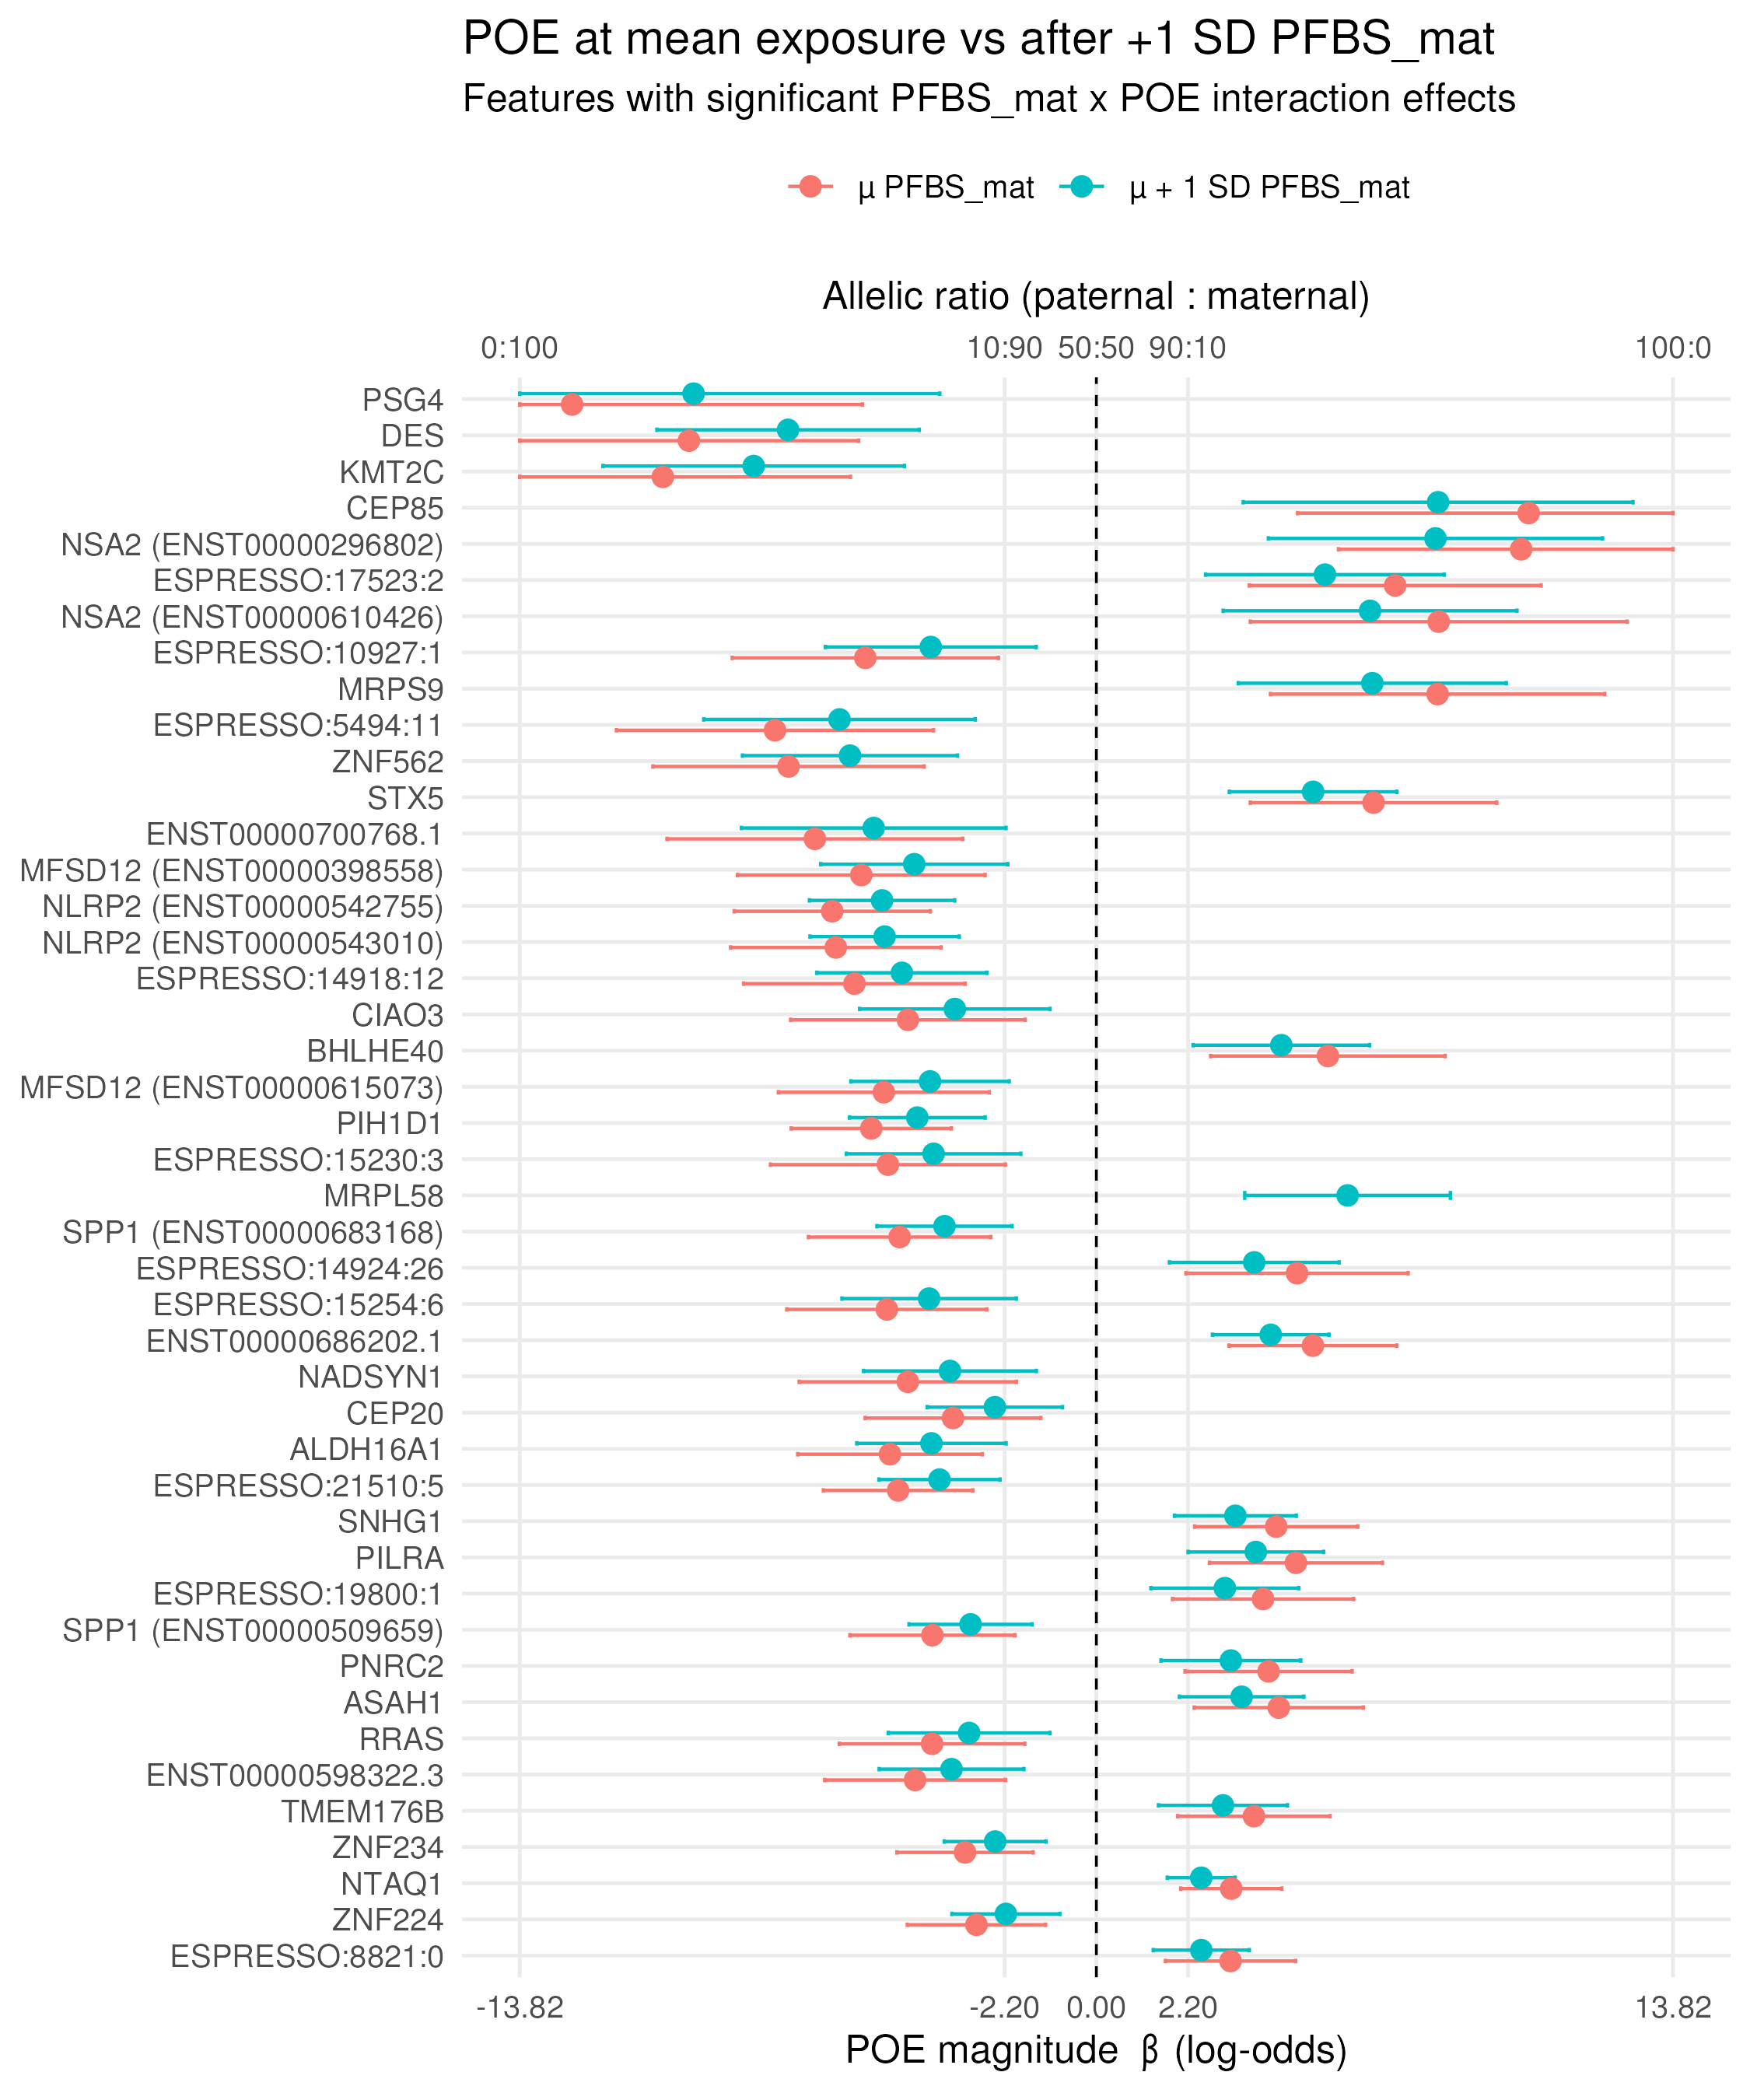 POE at mean exposure vs after +1 SD PFBS_mat
Features with significant PFBS_mat x POE interaction effects
μ PFBS_mat μ + 1 SD PFBS_mat
Allelic ratio (paternal : maternal)
0:100 10:90 50:50 90:10 100:0
PSG4
DES
KMT2C
CEP85
NSA2 (ENST00000296802)
ESPRESSO:17523:2
NSA2 (ENST00000610426)
ESPRESSO:10927:1
MRPS9
ESPRESSO:5494:11
ZNF562
STX5
ENST00000700768.1
MFSD12 (ENST00000398558)
NLRP2 (ENST00000542755)
NLRP2 (ENST00000543010)
ESPRESSO:14918:12
CIAO3
BHLHE40
MFSD12 (ENST00000615073)
PIH1D1
ESPRESSO:15230:3
MRPL58
SPP1 (ENST00000683168)
ESPRESSO:14924:26
ESPRESSO:15254:6
ENST00000686202.1
NADSYN1
CEP20
ALDH16A1
ESPRESSO:21510:5
SNHG1
PILRA
ESPRESSO:19800:1
SPP1 (ENST00000509659)
PNRC2
ASAH1
RRAS
ENST00000598322.3
TMEM176B
ZNF234
NTAQ1
ZNF224
ESPRESSO:8821:0
-13.82 -2.20 0.00 2.20 13.82
POE magnitude β (log-odds)